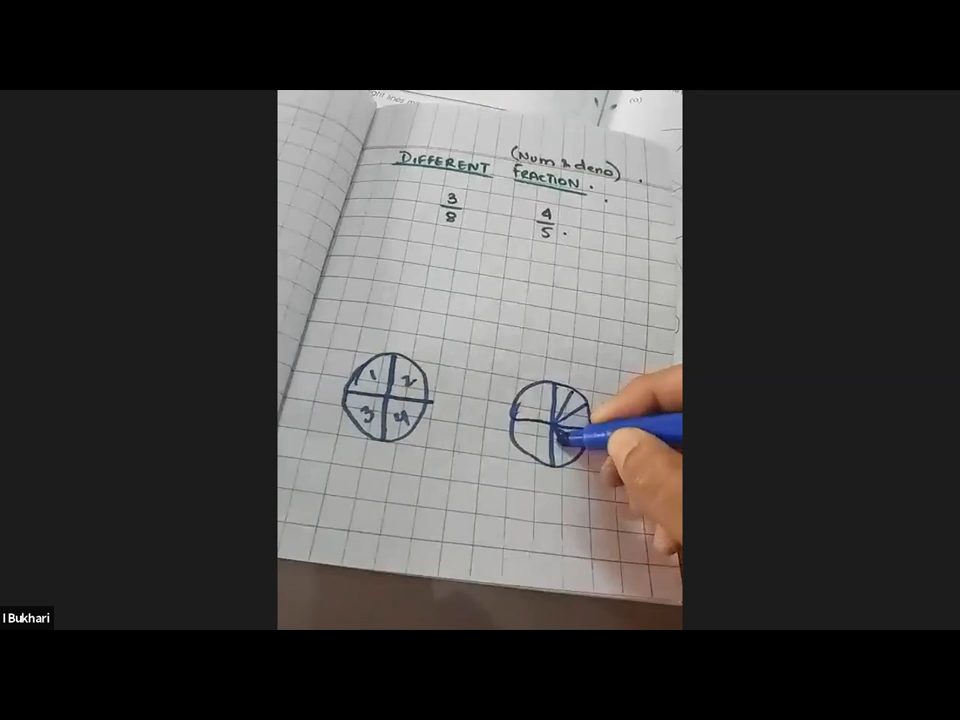 (Num & deno).
DIFFERENT FRACTION.
3/8 4/5.
1 2
3 4
I Bukhari